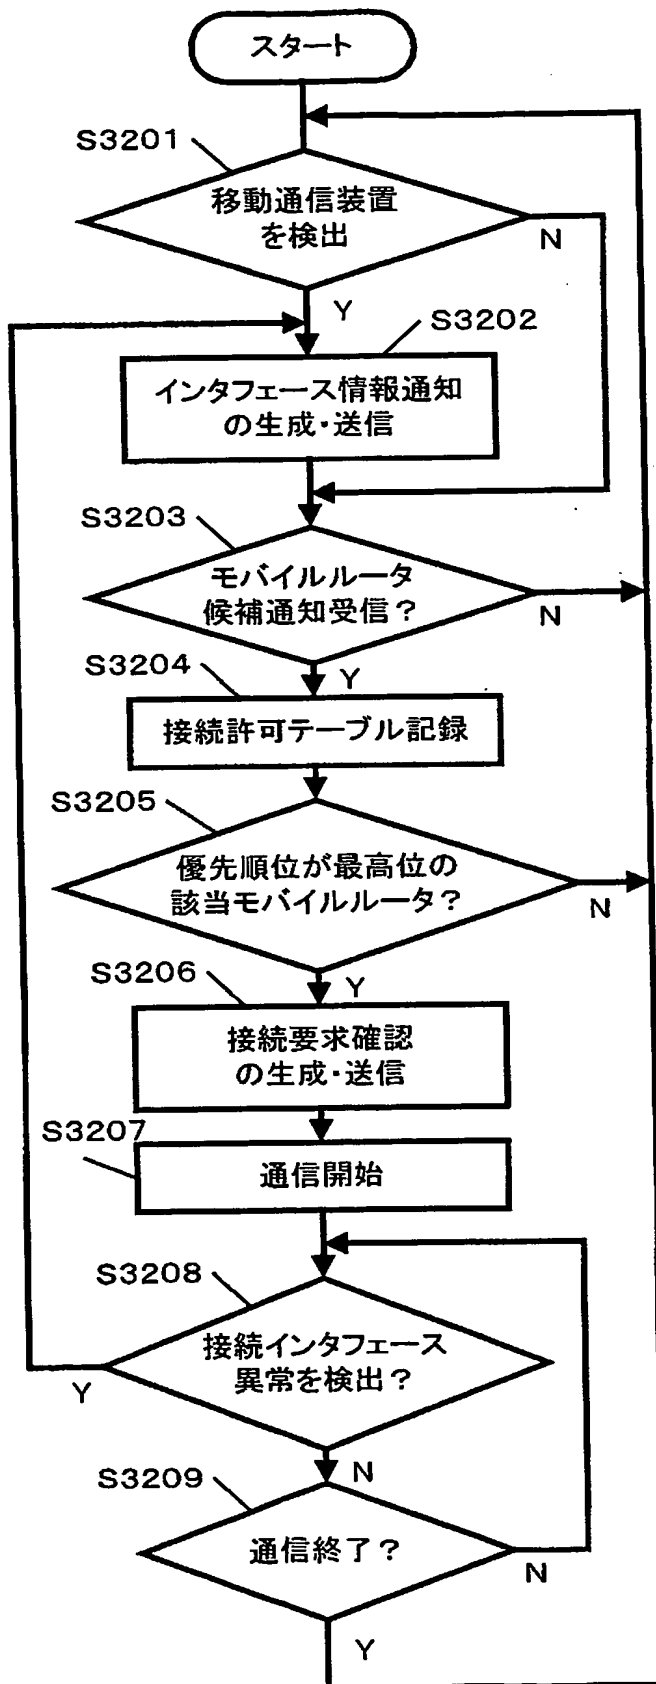 スタート
S3201
移動通信装置
を検出
N
Y
S3202
インタフェース情報通知
の生成・送信
S3203
モバイルルータ
候補通知受信？
N
Y
S3204
接続許可テーブル記録
S3205
優先順位が最高位の
該当モバイルルータ？
N
Y
S3206
接続要求確認
の生成・送信
S3207
通信開始
S3208
接続インタフェース
異常を検出？
Y
N
S3209
通信終了？
N
Y